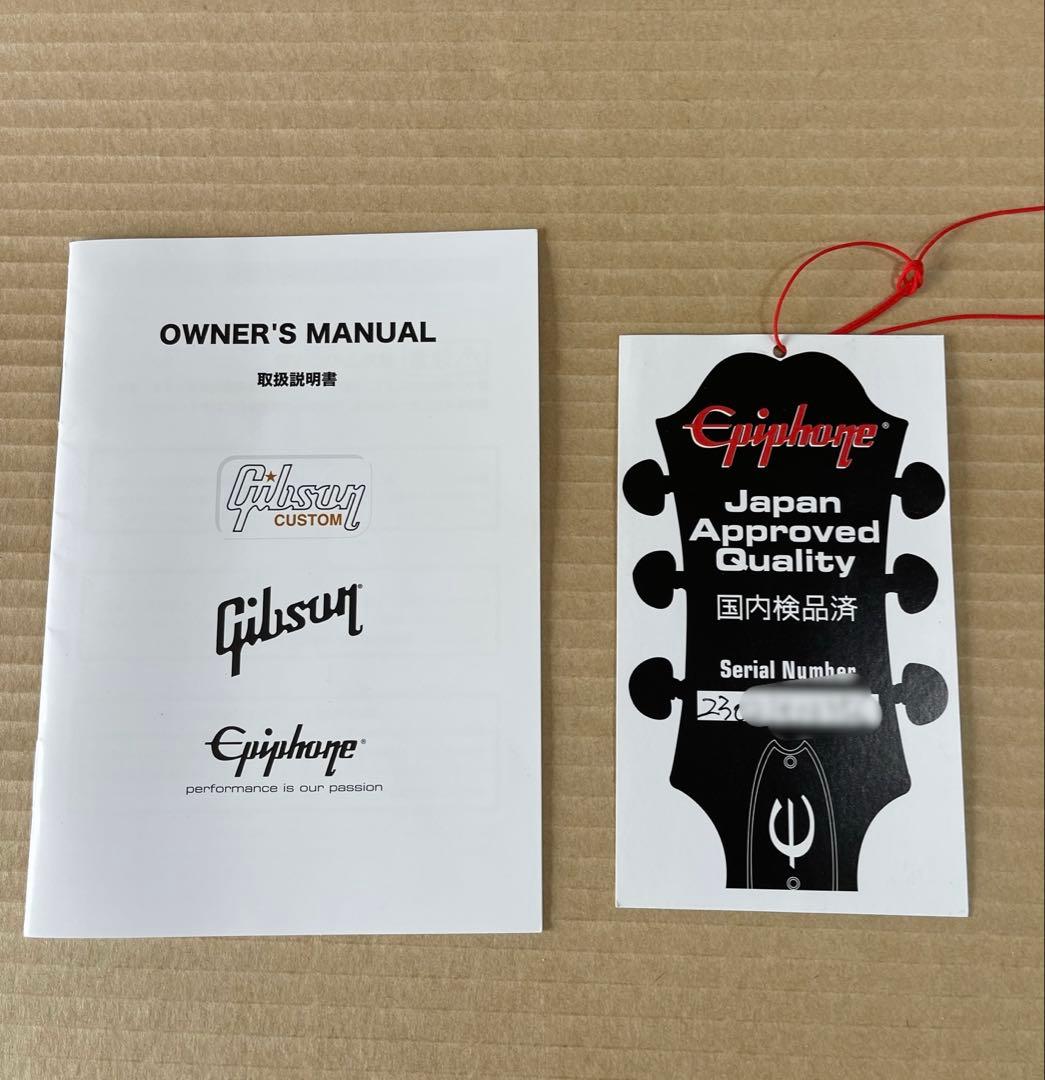 OWNER'S MANUAL
取扱説明書
Gibson
CUSTOM
Gibson®
Epiphone®
performance is our passion
Epiphone®
Japan
Approved
Quality
国内検品済
Serial Number
23